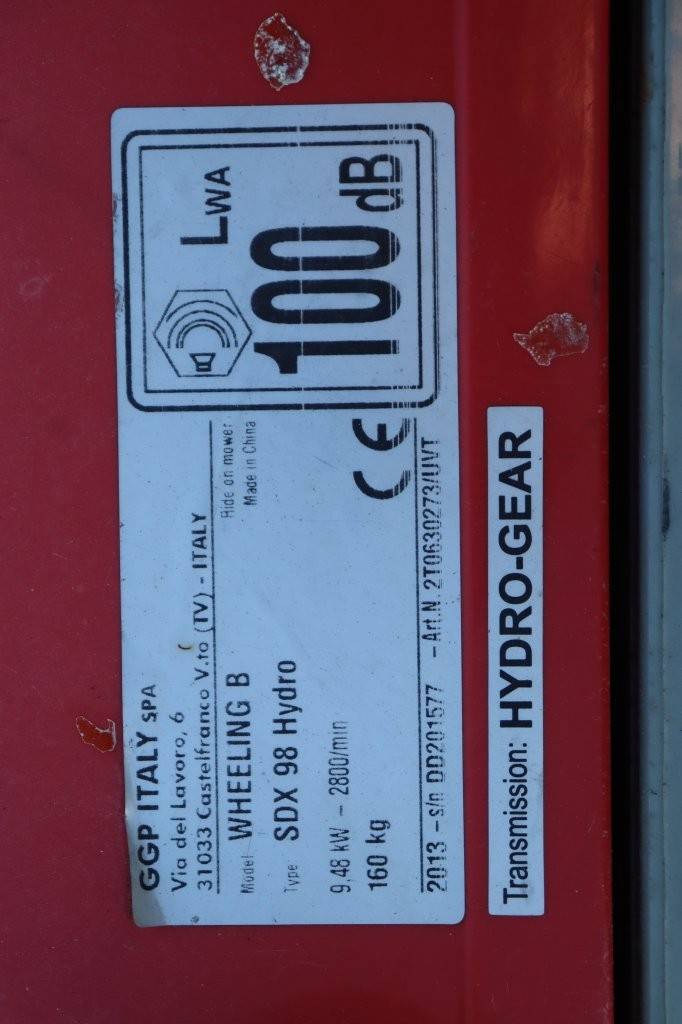 GGP ITALY SPA
Via del Lavoro, 6
31033 Castelfranco V.to (TV) - ITALY
Model WHEELING B
Ride on mower
Type SDX 98 Hydro
Made in China
9,48 kW – 2800/min
160 kg
CE
2013 – s/n DD201577 – Art.N. 2T0630273/UVT
LWA
100
dB
Transmission: HYDRO-GEAR